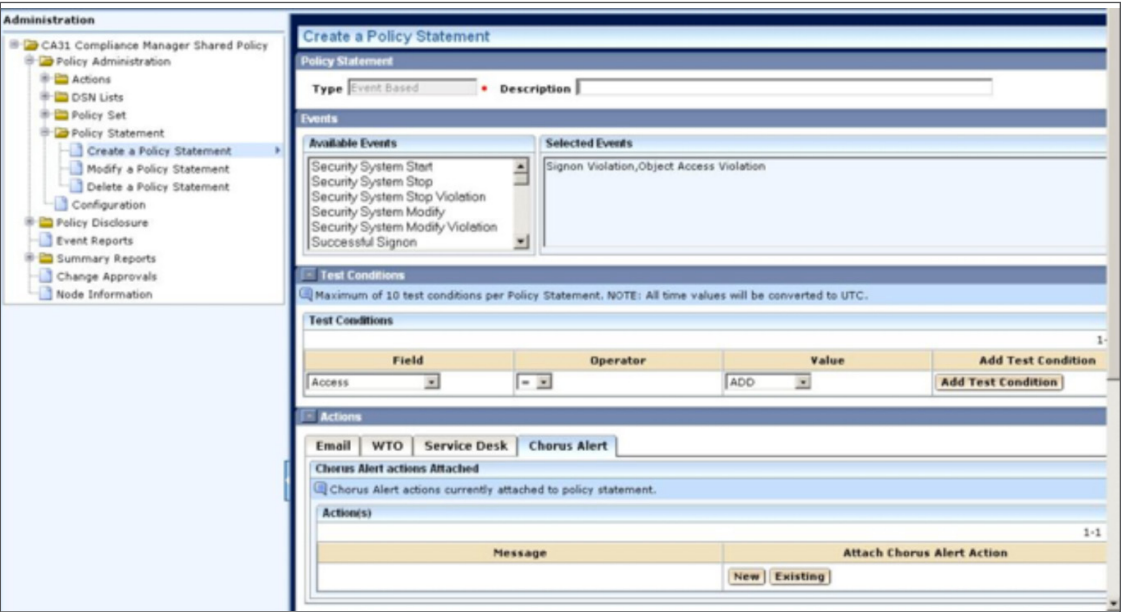 Administration
CA31 Compliance Manager Shared Policy
Policy Administration
Actions
DSN Lists
Policy Set
Policy Statement
Create a Policy Statement
Modify a Policy Statement
Delete a Policy Statement
Configuration
Policy Disclosure
Event Reports
Summary Reports
Change Approvals
Node Information
Create a Policy Statement
Policy Statement
Type Event Based • Description
Events
Available Events
Security System Start
Security System Stop
Security System Stop Violation
Security System Modify
Security System Modify Violation
Successful Signon
Selected Events
Signon Violation,Object Access Violation
Test Conditions
Maximum of 10 test conditions per Policy Statement. NOTE: All time values will be converted to UTC.
Test Conditions
1-
Field Operator Value Add Test Condition
Access = ADD Add Test Condition
Actions
Email WTO Service Desk Chorus Alert
Chorus Alert actions Attached
Chorus Alert actions currently attached to policy statement.
Action(s)
1-1
Message Attach Chorus Alert Action
New Existing